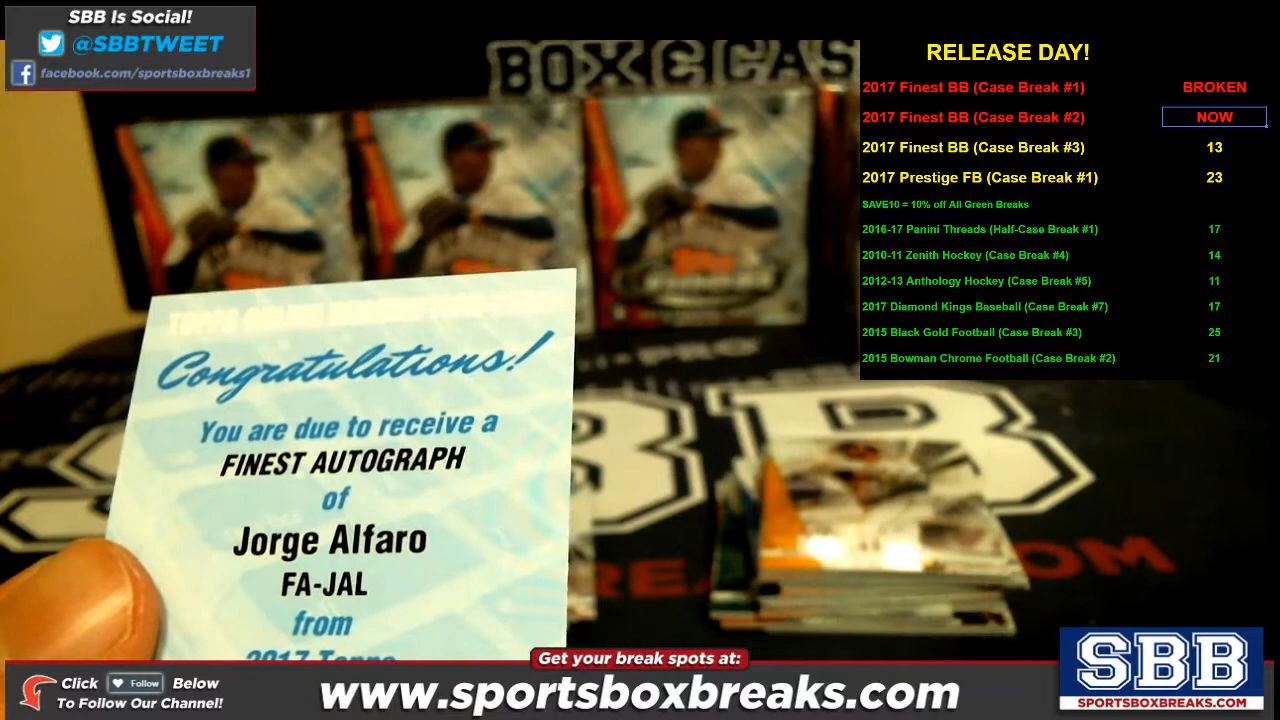 SBB Is Social!
@SBBTWEET
facebook.com/sportsboxbreaks1
BOX & CAS
RELEASE DAY!
2017 Finest BB (Case Break #1) BROKEN
2017 Finest BB (Case Break #2) NOW
2017 Finest BB (Case Break #3) 13
2017 Prestige FB (Case Break #1) 23
SAVE10 = 10% off All Green Breaks
2016-17 Panini Threads (Half-Case Break #1) 17
2010-11 Zenith Hockey (Case Break #4) 14
2012-13 Anthology Hockey (Case Break #5) 11
2017 Diamond Kings Baseball (Case Break #7) 17
2015 Black Gold Football (Case Break #3) 25
2015 Bowman Chrome Football (Case Break #2) 21
Congratulations!
You are due to receive a
FINEST AUTOGRAPH
of
Jorge Alfaro
FA-JAL
from
2017 Topps
Get your break spots at:
Click Follow Below
To Follow Our Channel!
www.sportsboxbreaks.com
SBB
SPORTSBOXBREAKS.COM